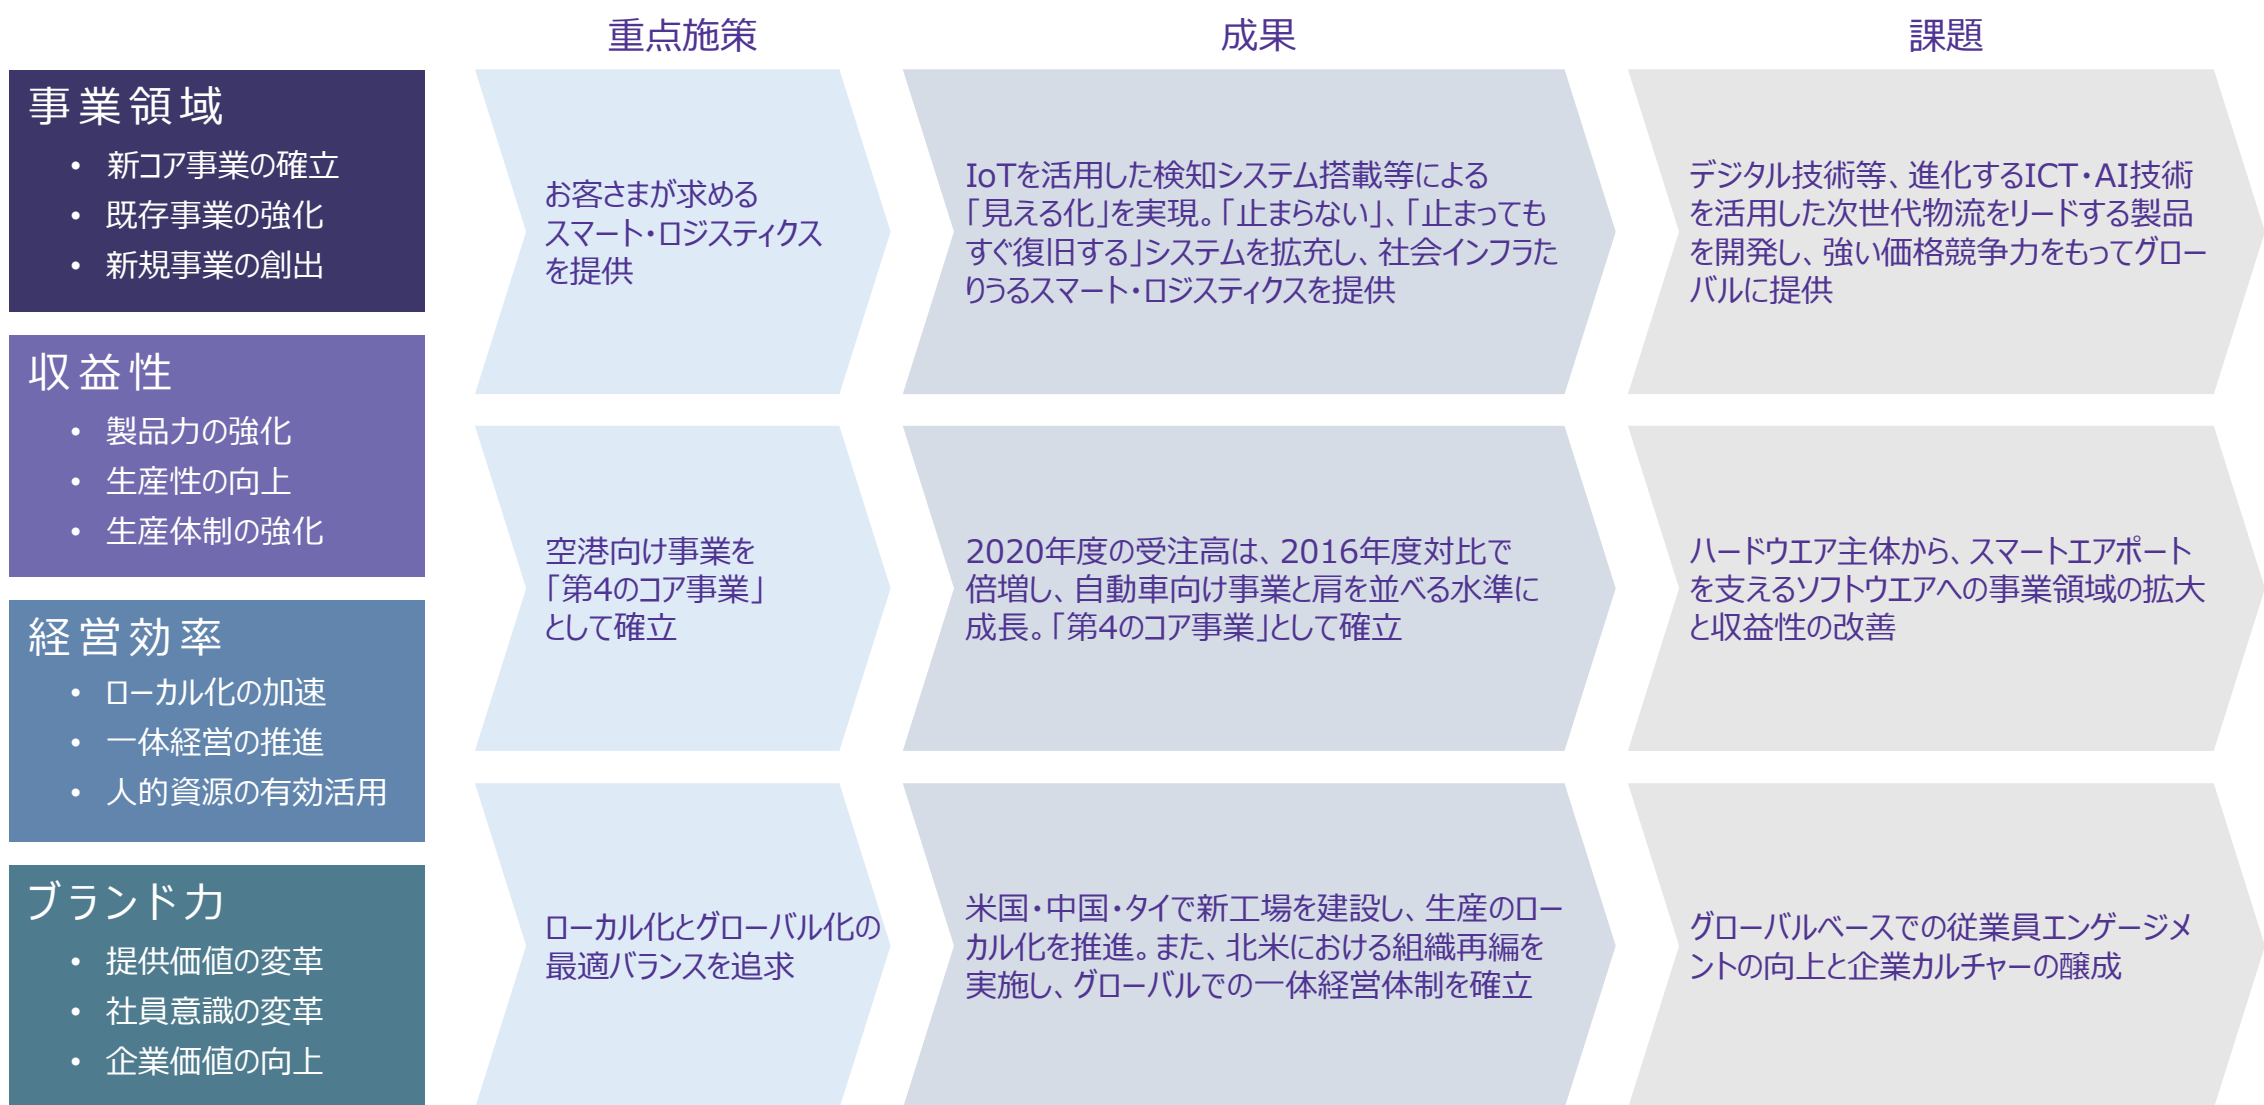 重点施策
成果
課題
事業領域
• 新コア事業の確立
• 既存事業の強化
• 新規事業の創出
収益性
• 製品力の強化
• 生産性の向上
• 生産体制の強化
経営効率
• ローカル化の加速
• 一体経営の推進
• 人的資源の有効活用
ブランド力
• 提供価値の変革
• 社員意識の変革
• 企業価値の向上
お客さまが求める
スマート・ロジスティクス
を提供
IoTを活用した検知システム搭載等による
「見える化」を実現。「止まらない」、「止まっても
すぐ復旧する」システムを拡充し、社会インフラた
りうるスマート・ロジスティクスを提供
デジタル技術等、進化するICT・AI技術
を活用した次世代物流をリードする製品
を開発し、強い価格競争力をもってグロー
バルに提供
空港向け事業を
「第4のコア事業」
として確立
2020年度の受注高は、2016年度対比で
倍増し、自動車向け事業と肩を並べる水準に
成長。「第4のコア事業」として確立
ハードウエア主体から、スマートエアポート
を支えるソフトウエアへの事業領域の拡大
と収益性の改善
ローカル化とグローバル化の
最適バランスを追求
米国・中国・タイで新工場を建設し、生産のロー
カル化を推進。また、北米における組織再編を
実施し、グローバルでの一体経営体制を確立
グローバルベースでの従業員エンゲージメ
ントの向上と企業カルチャーの醸成